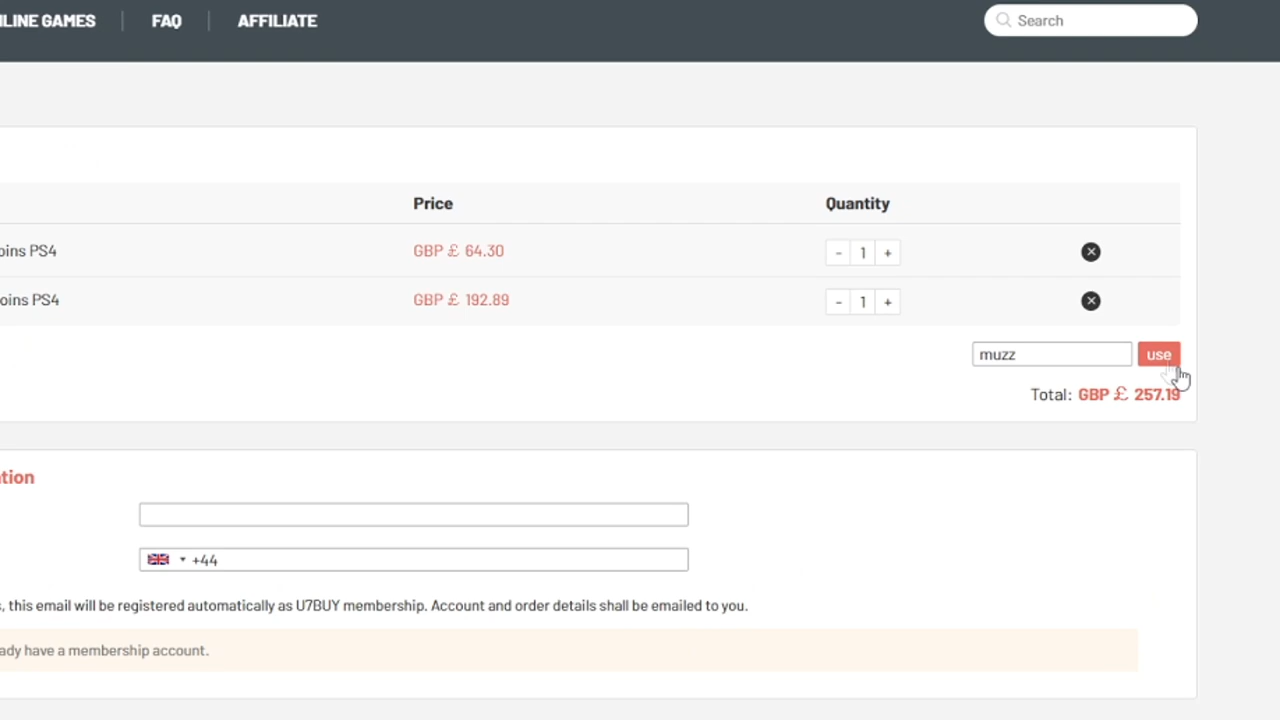 LINE GAMES | FAQ | AFFILIATE Search
Price Quantity
oins PS4 GBP £ 64.30 - 1 +
oins PS4 GBP £ 192.89 - 1 +
muzz use
Total: GBP £ 257.19
ation
+44
, this email will be registered automatically as U7BUY membership. Account and order details shall be emailed to you.
ady have a membership account.